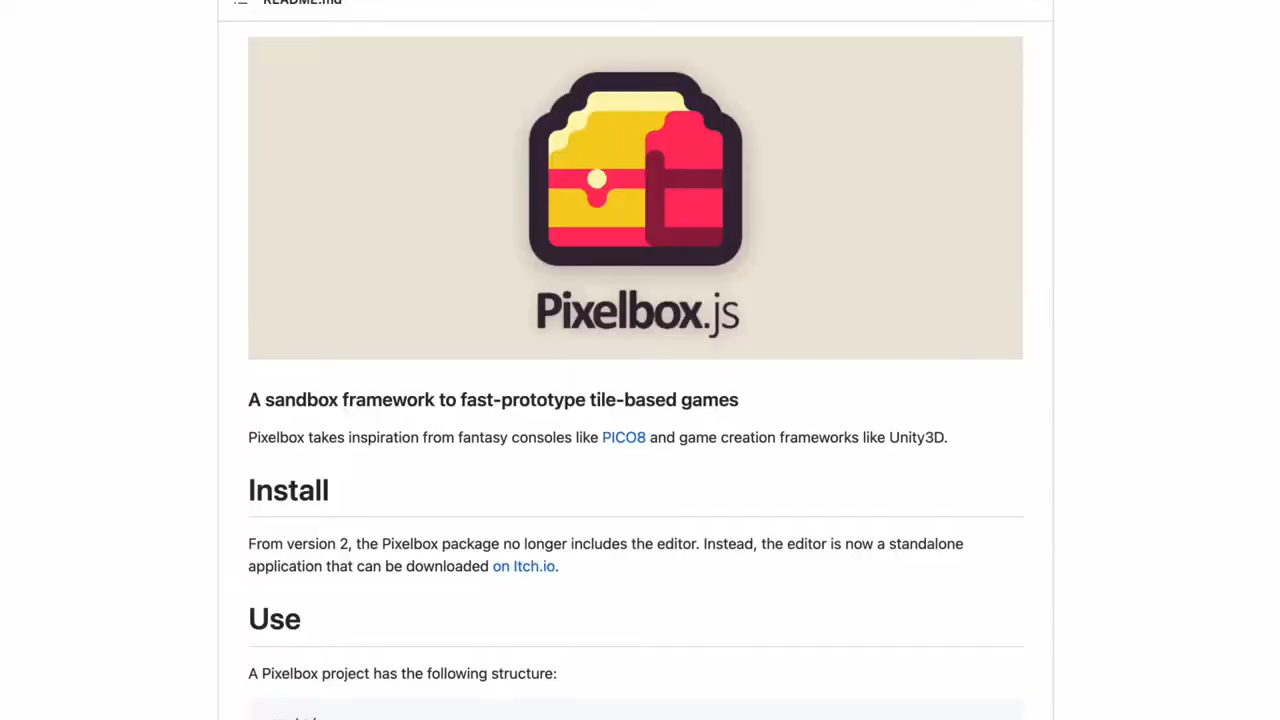 README.md
Pixelbox.js
A sandbox framework to fast-prototype tile-based games
Pixelbox takes inspiration from fantasy consoles like PICO8 and game creation frameworks like Unity3D.
Install
From version 2, the Pixelbox package no longer includes the editor. Instead, the editor is now a standalone
application that can be downloaded on Itch.io.
Use
A Pixelbox project has the following structure: